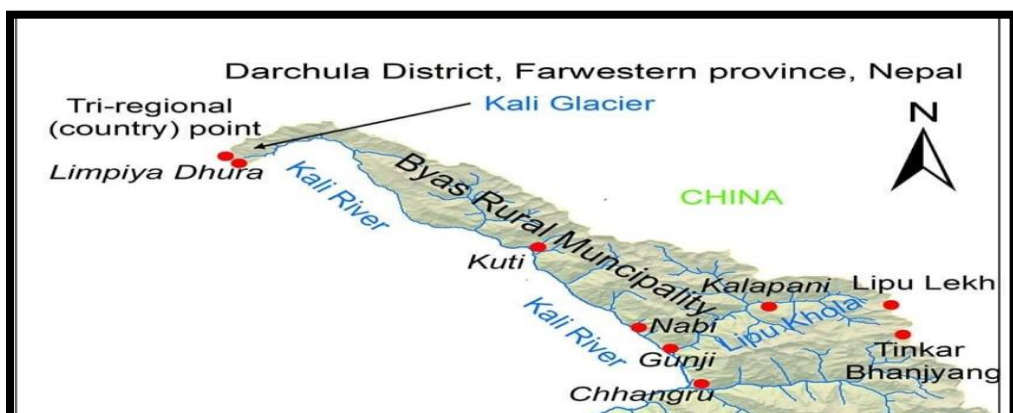 Darchula District, Farwestern province, Nepal
Tri-regional
(country) point
Kali Glacier
N
Limpiya Dhura
Kali River
Byas Rural Muncipality
CHINA
Kuti
Kalapani
Lipu Lekh
Kali River
Nabi
Lipu Khola
Gunji
Tinkar
Bhanjyang
Chhangru